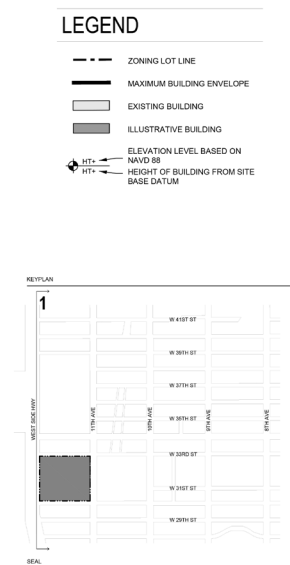 LEGEND
ZONING LOT LINE
MAXIMUM BUILDING ENVELOPE
EXISTING BUILDING
ILLUSTRATIVE BUILDING
ELEVATION LEVEL BASED ON
HT+ NAVD 88
HT+ HEIGHT OF BUILDING FROM SITE
BASE DATUM
KEYPLAN
1
W 41ST ST
W 39TH ST
W 37TH ST
W 35TH ST
WEST SIDE HWY
11TH AVE
10TH AVE
9TH AVE
8TH AVE
W 33RD ST
W 31ST ST
W 29TH ST
SEAL